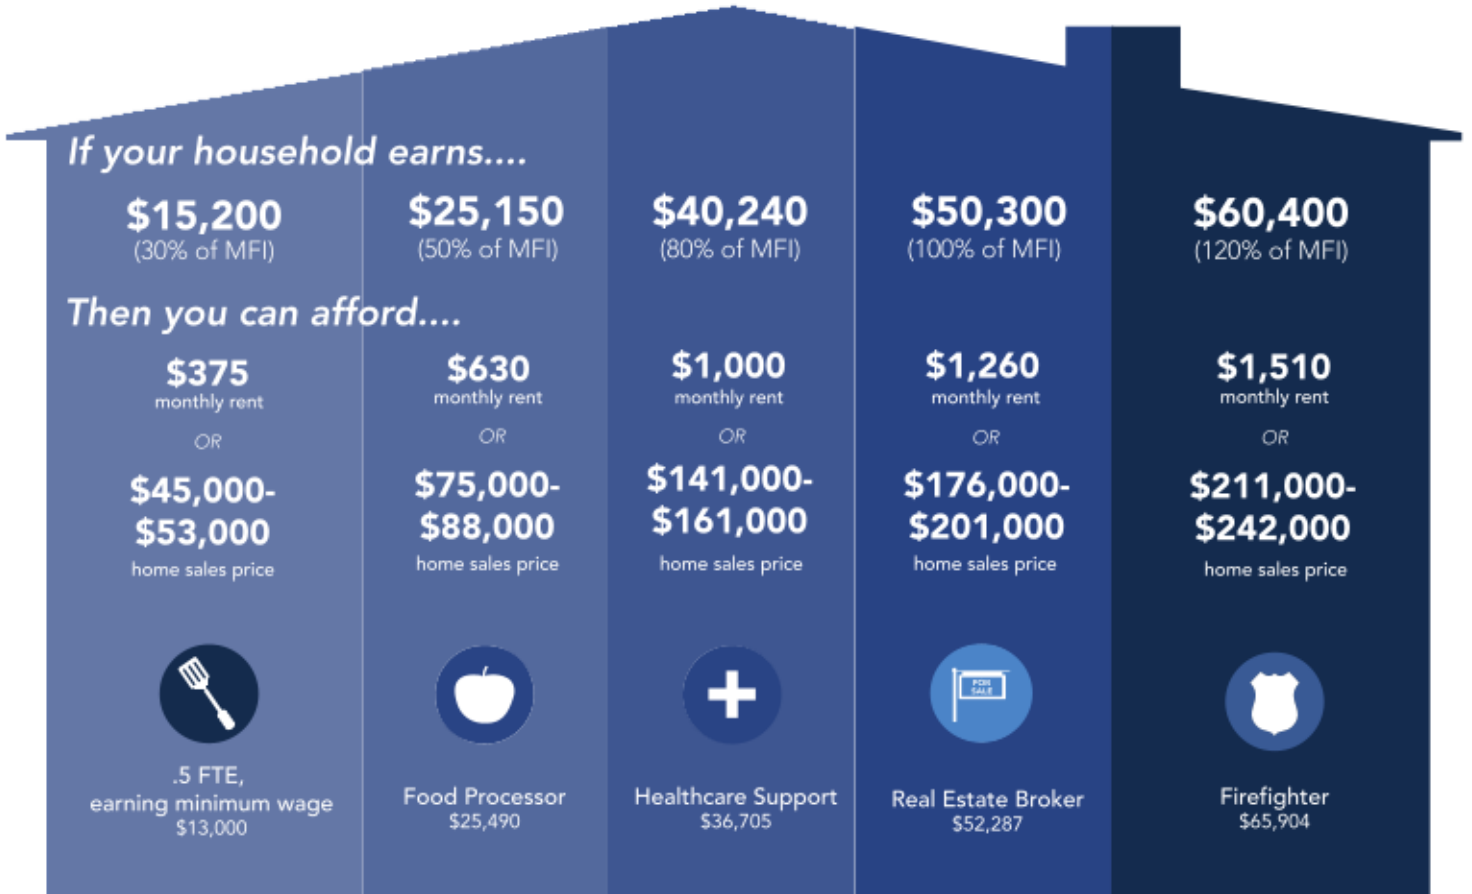 If your household earns....
$15,200
(30% of MFI)
$25,150
(50% of MFI)
$40,240
(80% of MFI)
$50,300
(100% of MFI)
$60,400
(120% of MFI)
Then you can afford....
$375
monthly rent
OR
$45,000-
$53,000
home sales price
$630
monthly rent
OR
$75,000-
$88,000
home sales price
$1,000
monthly rent
OR
$141,000-
$161,000
home sales price
$1,260
monthly rent
OR
$176,000-
$201,000
home sales price
$1,510
monthly rent
OR
$211,000-
$242,000
home sales price
.5 FTE,
earning minimum wage
$13,000
Food Processor
$25,490
Healthcare Support
$36,705
FOR
SALE
Real Estate Broker
$52,287
Firefighter
$65,904